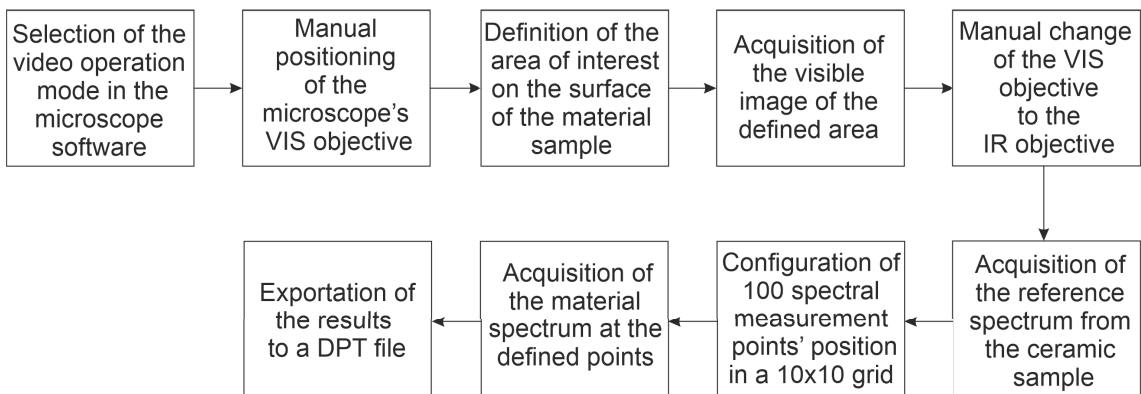 Selection of the
video operation
mode in the
microscope
software
Manual
positioning
of the
microscope's
VIS objective
Definition of the
area of interest
on the surface
of the material
sample
Acquisition of
the visible
image of the
defined area
Manual change
of the VIS
objective
to the
IR objective
Acquisition of
the reference
spectrum from
the ceramic
sample
Configuration of
100 spectral
measurement
points' position
in a 10x10 grid
Acquisition of
the material
spectrum at the
defined points
Exportation of
the results
to a DPT file